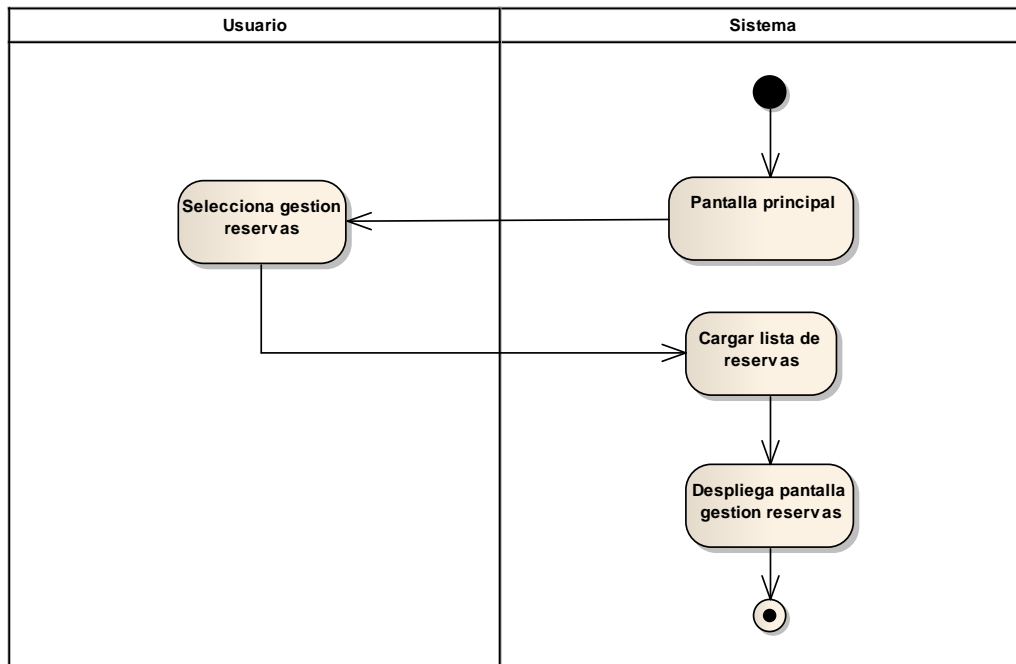 Usuario
Sistema
Pantalla principal
Selecciona gestion
reservas
Cargar lista de
reservas
Despliega pantalla
gestion reservas